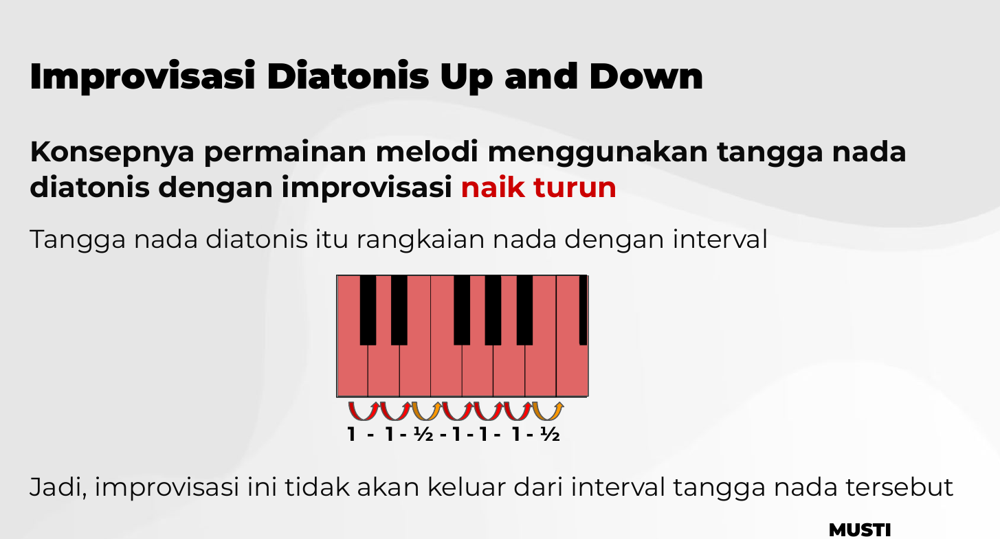 Improvisasi Diatonis Up and Down
Konsepnya permainan melodi menggunakan tangga nada
diatonis dengan improvisasi naik turun
Tangga nada diatonis itu rangkaian nada dengan interval
1 - 1 - ½ - 1 - 1 - 1 - ½
Jadi, improvisasi ini tidak akan keluar dari interval tangga nada tersebut
MUSTI